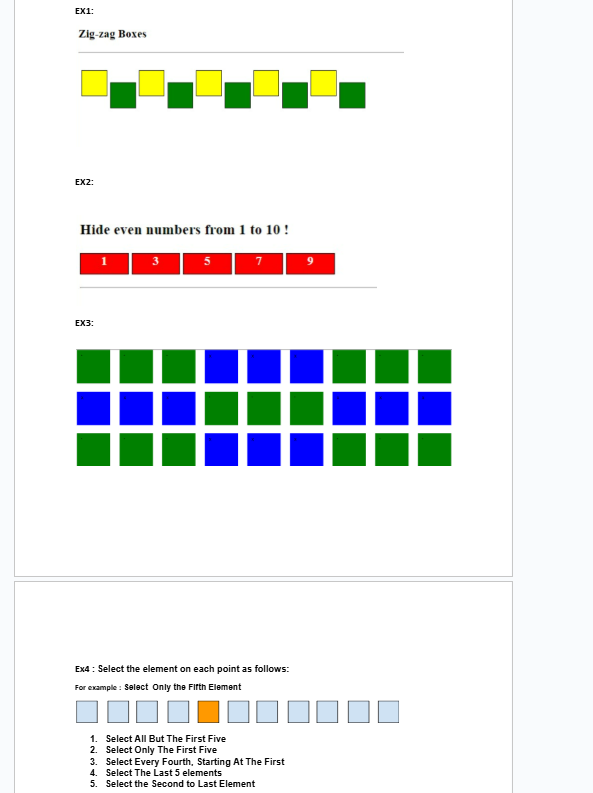 EX1:
Zig-zag Boxes
EX2:
Hide even numbers from 1 to 10 !
1 3 5 7 9
EX3:
Ex4 : Select the element on each point as follows:
For example : Select Only the Fifth Element
1. Select All But The First Five
2. Select Only The First Five
3. Select Every Fourth, Starting At The First
4. Select The Last 5 elements
5. Select the Second to Last Element